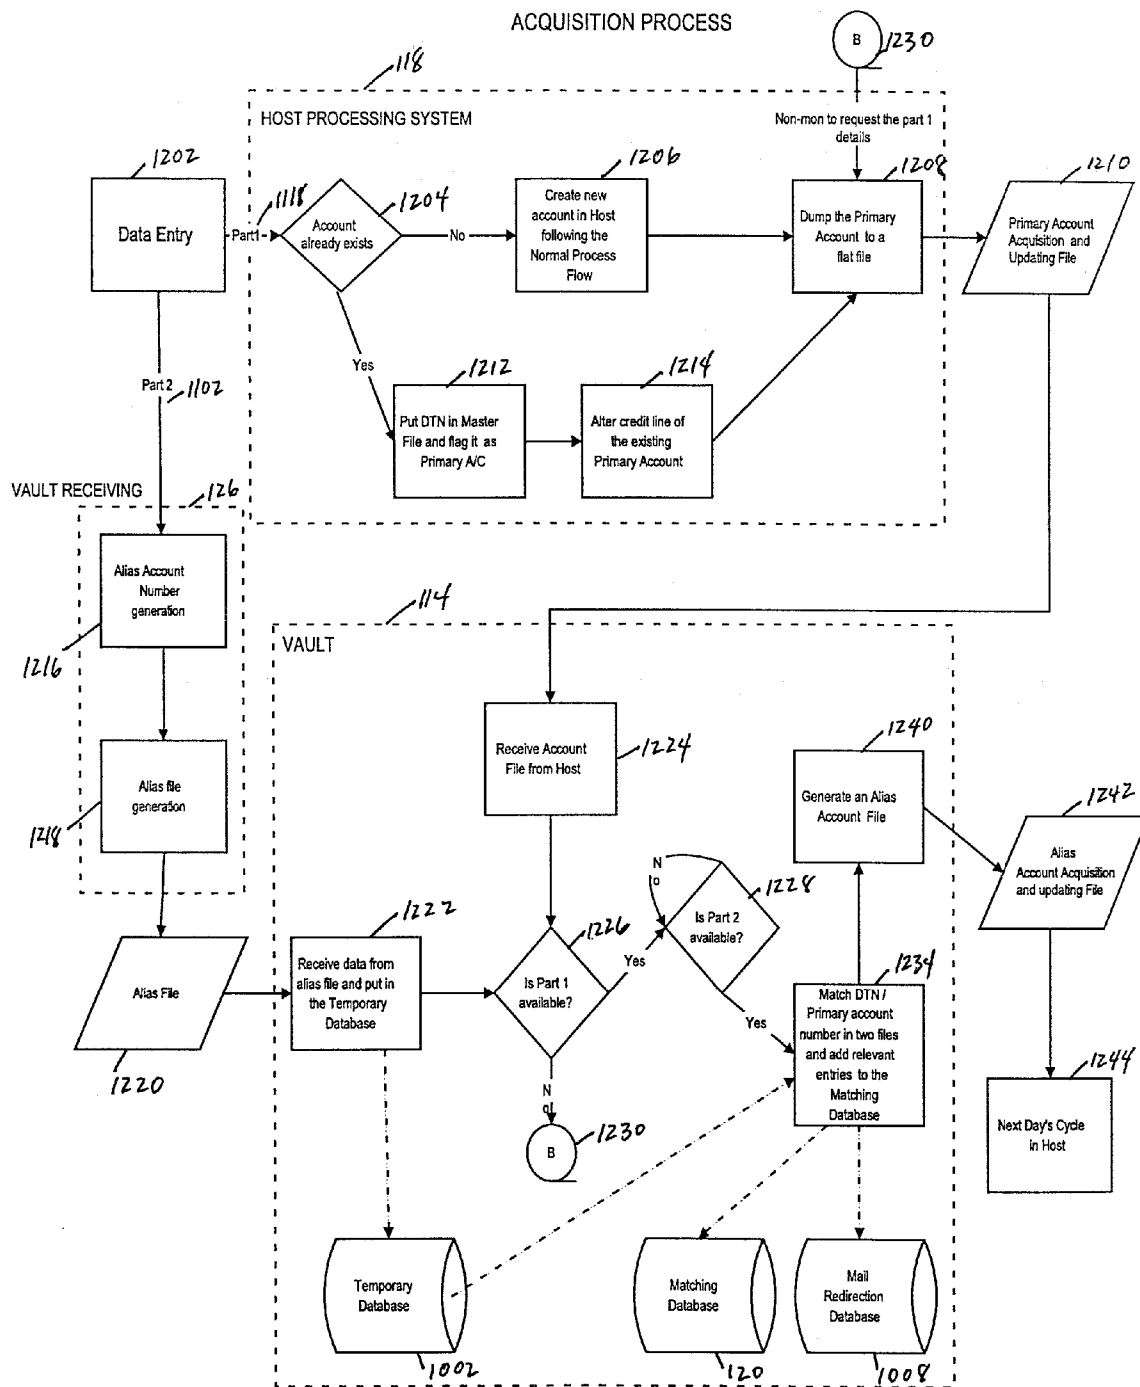 ACQUISITION PROCESS
B
1230
118
HOST PROCESSING SYSTEM
Non-mon to request the part 1
details
1202
Data Entry
Part1
1118
1204
Account
already exists
No
1206
Create new
account in Host
following the
Normal Process
Flow
1208
Dump the Primary
Account to a
flat file
1210
Primary Account
Acquisition and
Updating File
Yes
Part 2
1102
1212
Put DTN in Master
File and flag it as
Primary A/C
1214
Alter credit line of
the existing
Primary Account
VAULT RECEIVING
126
Alias Account
Number
generation
1216
Alias file
generation
1218
114
VAULT
Receive Account
File from Host
1224
1240
Generate an Alias
Account File
1242
Alias
Account Acquisition
and updating File
Alias File
1220
1222
Receive data from
alias file and put in
the Temporary
Database
1226
Is Part 1
available?
Yes
N
o
1228
Is Part 2
available?
Yes
1234
Match DTN /
Primary account
number in two files
and add relevant
entries to the
Matching
Database
1244
Next Day's Cycle
in Host
N
o
B
1230
Temporary
Database
1002
Matching
Database
120
Mail
Redirection
Database
1008